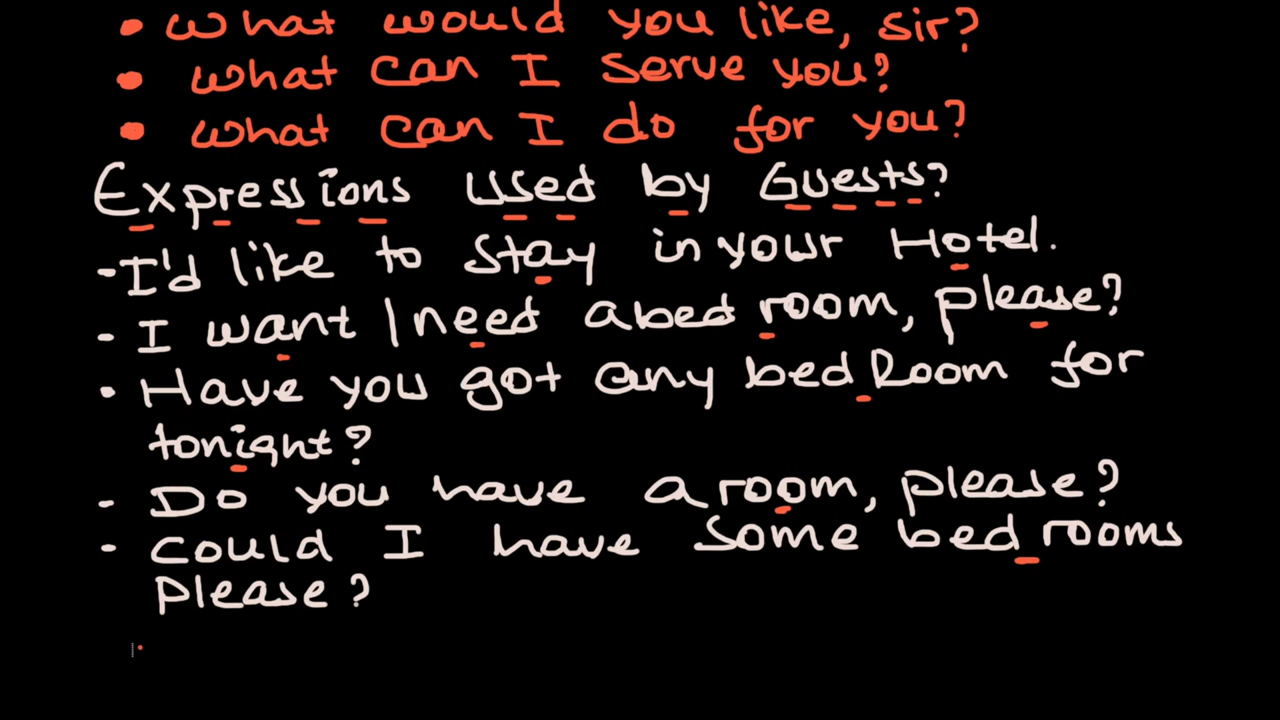 • What would you like, sir?
• What can I serve you?
• What can I do for you?
Expressions used by Guests?
- I'd like to stay in your Hotel.
- I want / need a bed room, please?
• Have you got any bed Room for
tonight?
- Do you have a room, please?
- Could I have some bed rooms
Please?